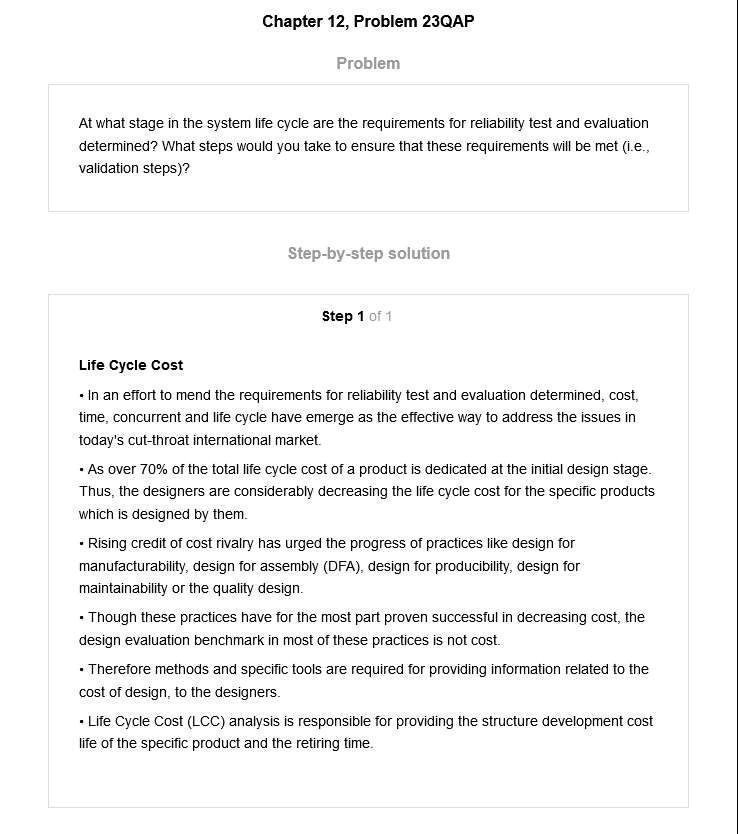 Chapter 12, Problem 23QAP
Problem
At what stage in the system life cycle are the requirements for reliability test and evaluation
determined? What steps would you take to ensure that these requirements will be met (i.e.,
validation steps)?
Step-by-step solution
Step 1 of 1
Life Cycle Cost
• In an effort to mend the requirements for reliability test and evaluation determined, cost,
time, concurrent and life cycle have emerge as the effective way to address the issues in
today's cut-throat international market.
• As over 70% of the total life cycle cost of a product is dedicated at the initial design stage.
Thus, the designers are considerably decreasing the life cycle cost for the specific products
which is designed by them.
• Rising credit of cost rivalry has urged the progress of practices like design for
manufacturability, design for assembly (DFA), design for producibility, design for
maintainability or the quality design.
• Though these practices have for the most part proven successful in decreasing cost, the
design evaluation benchmark in most of these practices is not cost.
• Therefore methods and specific tools are required for providing information related to the
cost of design, to the designers.
• Life Cycle Cost (LCC) analysis is responsible for providing the structure development cost
life of the specific product and the retiring time.